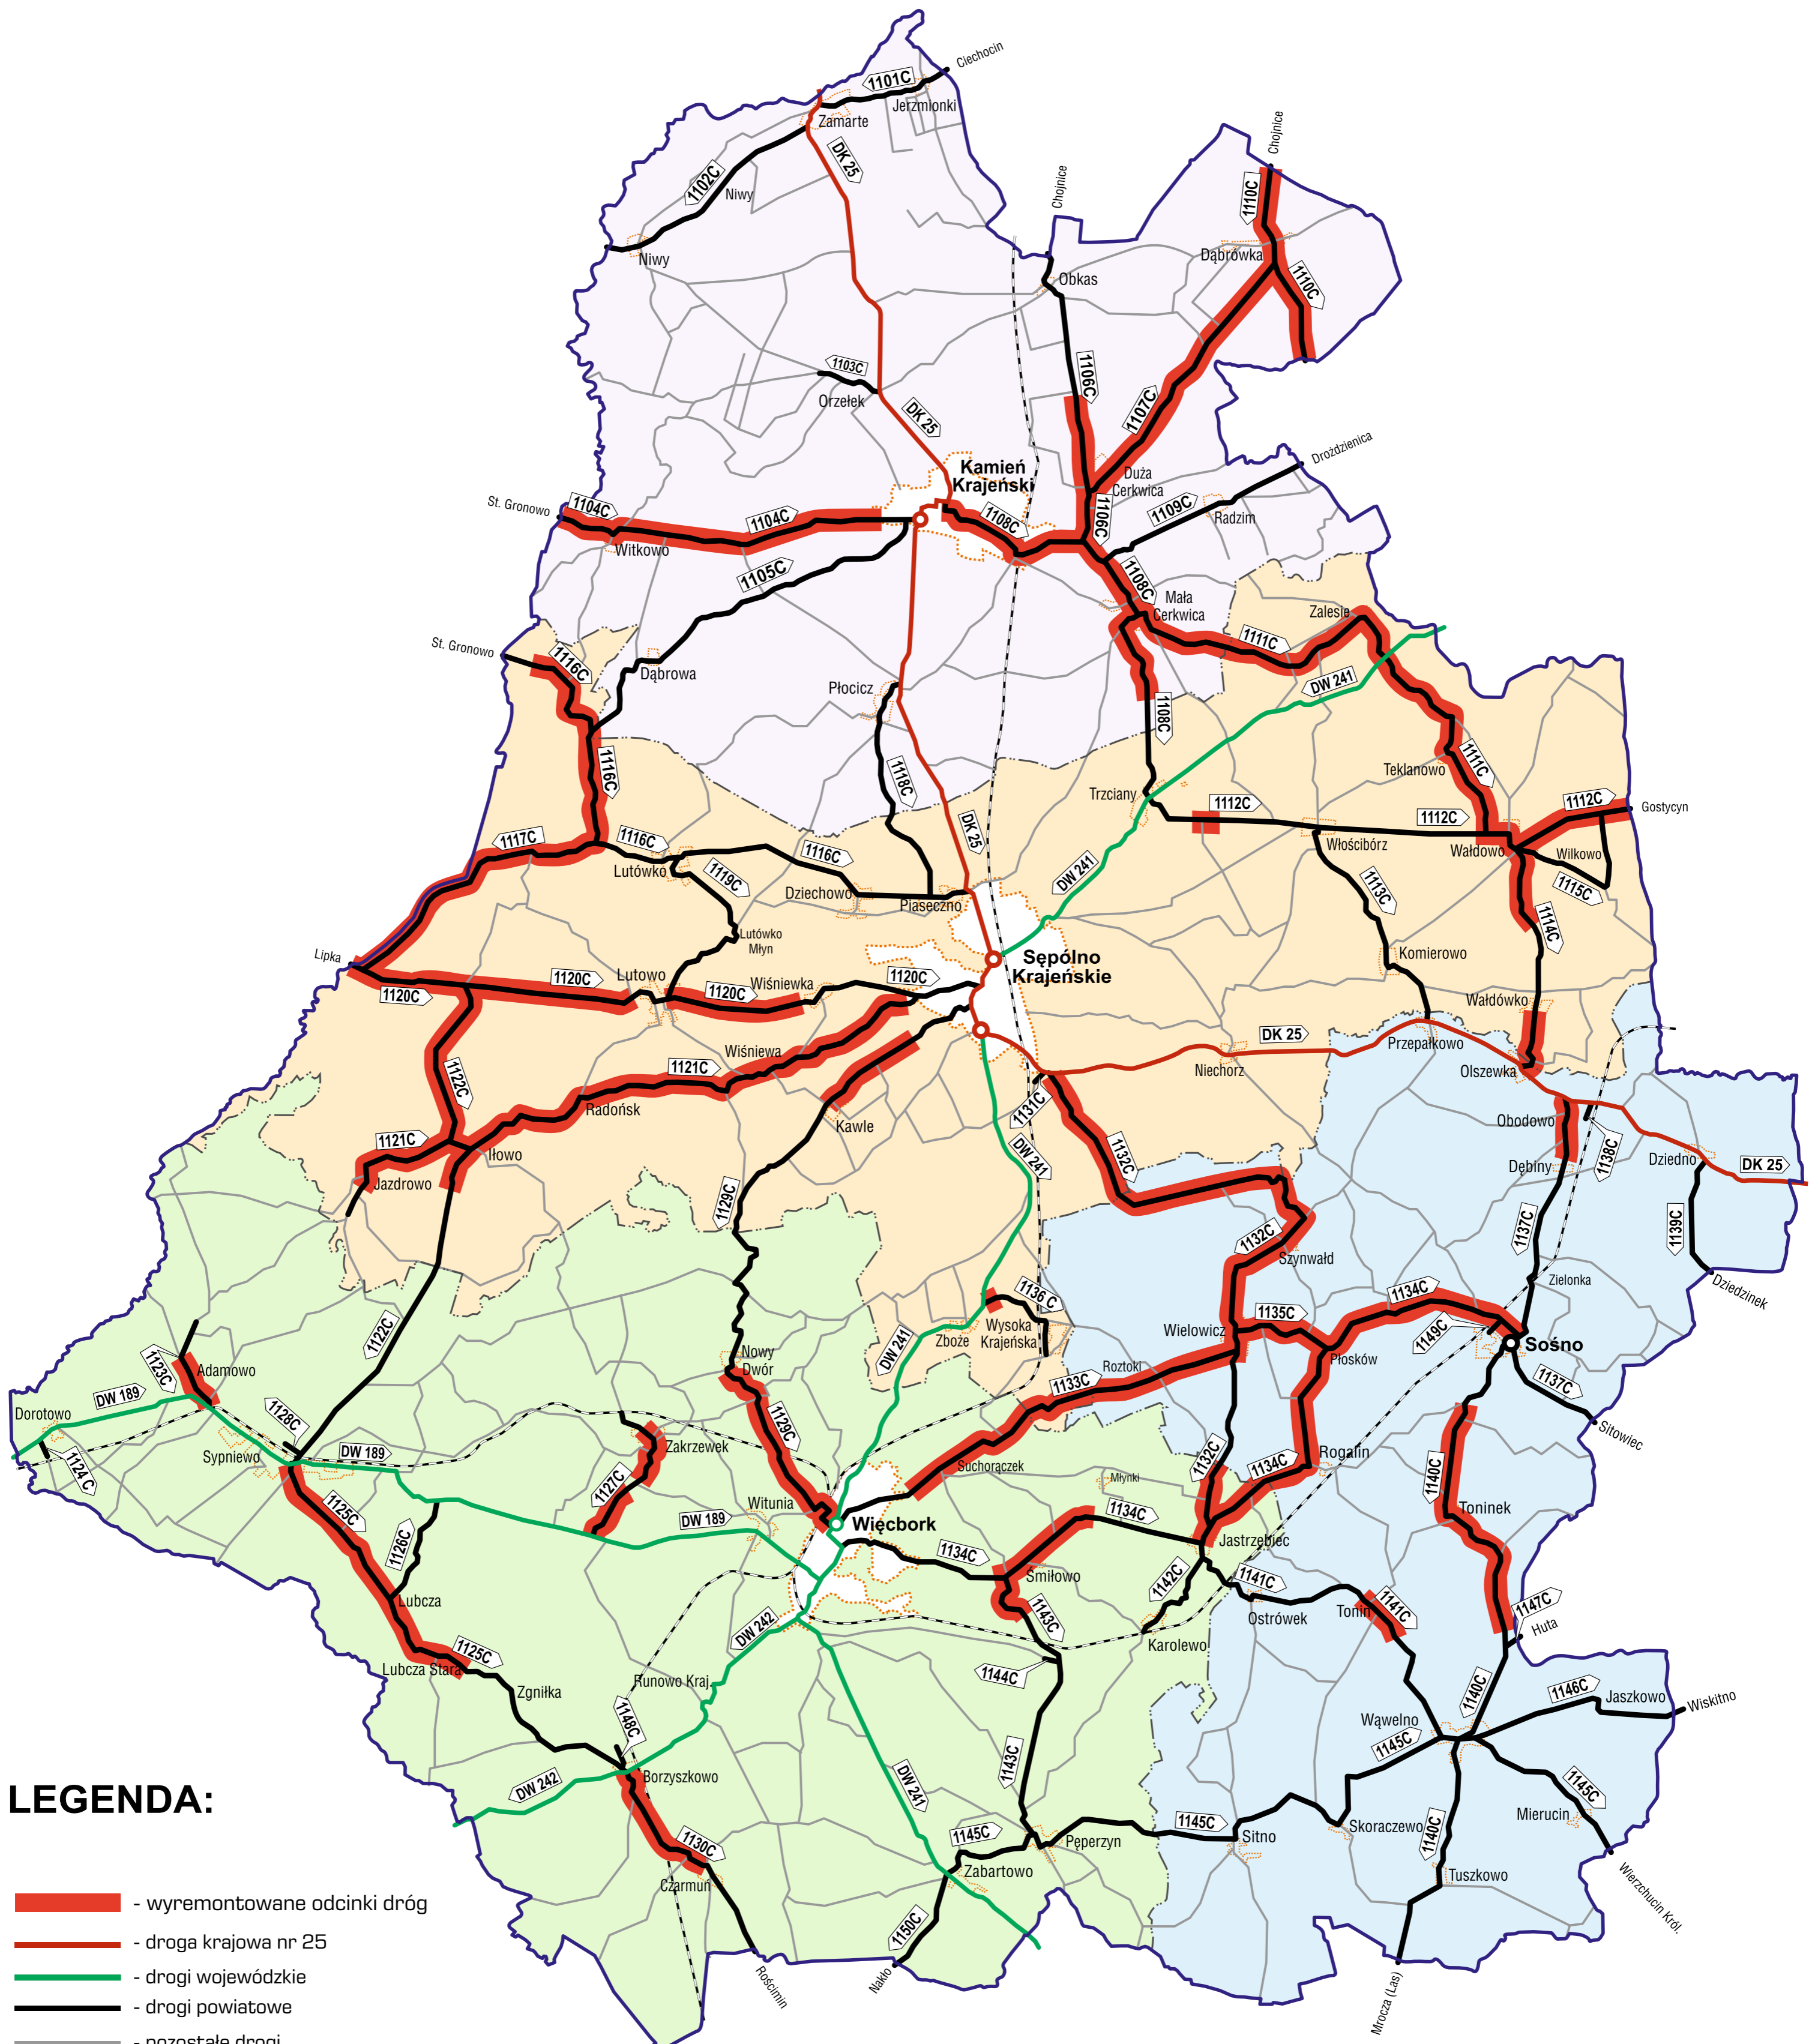 Ciechocin
1101C
Jerzmionki
Zamarte
DK 25
1102C
Niwy
Niwy
Chojnice
Chojnice
1110C
Dąbrówka
1110C
Obkas
1103C
Orzełek
1106C
1107C
DK 25
Kamień
Krajeński
Duża
Cerkwica
Drożdzienica
St. Gronowo
1104C
1104C
Witkowo
1108C
1106C
1109C
Radzim
1105C
1108C
Mała
Cerkwica
Zalesie
St. Gronowo
1116C
Dąbrowa
1111C
DW 241
Płocicz
1108C
1116C
1118C
Teklanowo
1111C
Trzciany
1112C
1112C
1112C
Gostycyn
DK 25
1117C
1116C
1116C
Lutówko
1119C
Dziechowo
Piaseczno
DW 241
Włościbórz
Wałdowo
Wilkowo
1115C
1113C
1114C
Lutówko
Młyn
Komierowo
Lipka
Sępólno
Krajeńskie
1120C
1120C
Lutowo
1120C
Wiśniewka
1120C
Wałdówko
DK 25
Przepałkowo
Niechorz
Olszewka
Wiśniewa
1121C
1122C
Radońsk
Kawle
1131C
Obodowo
1138C
1121C
Iłowo
Jazdrowo
DW 241
1132C
Dębiny
Dziedno
DK 25
1129C
1137C
1139C
1132C
Szynwałd
Zielonka
Dziedzinek
1136 C
Wysoka
Krajeńska
Zboże
DW 241
1134C
1135C
Wielowicz
1149C
Sośno
Płosków
1122C
1123C
Adamowo
DW 189
Dorotowo
1124 C
Nowy
Dwór
Roztoki
1133C
1137C
Sitowiec
1128C
Sypniewo
DW 189
1129C
Zakrzewek
1127C
Suchorączek
Młynki
1132C
1134C
Rogalin
1140C
1125C
Witunia
DW 189
Więcbork
1134C
Toninek
1126C
1134C
Jastrzębiec
Śmiłowo
1142C
1141C
Lubcza
1143C
Ostrówek
Tonin
1141C
1147C
Huta
DW 242
Karolewo
1125C
Lubcza Stara
1144C
Zgniłka
Runowo Kraj.
1140C
1146C
Jaszkowo
Wiskitno
1148C
Wąwelno
1145C
Borzyszkowo
DW 242
DW 241
1143C
1145C
Mierucin
LEGENDA:
1145C
1145C
Pęperzyn
Sitno
Skoraczewo
1140C
1130C
Czarmuń
Zabartowo
Tuszkowo
Wierzchucin Król.
- wyremontowane odcinki dróg
1150C
- droga krajowa nr 25
Rościmin
Nakło
- drogi wojewódzkie
Mrocza (Las)
- drogi powiatowe
- pozostałe drogi